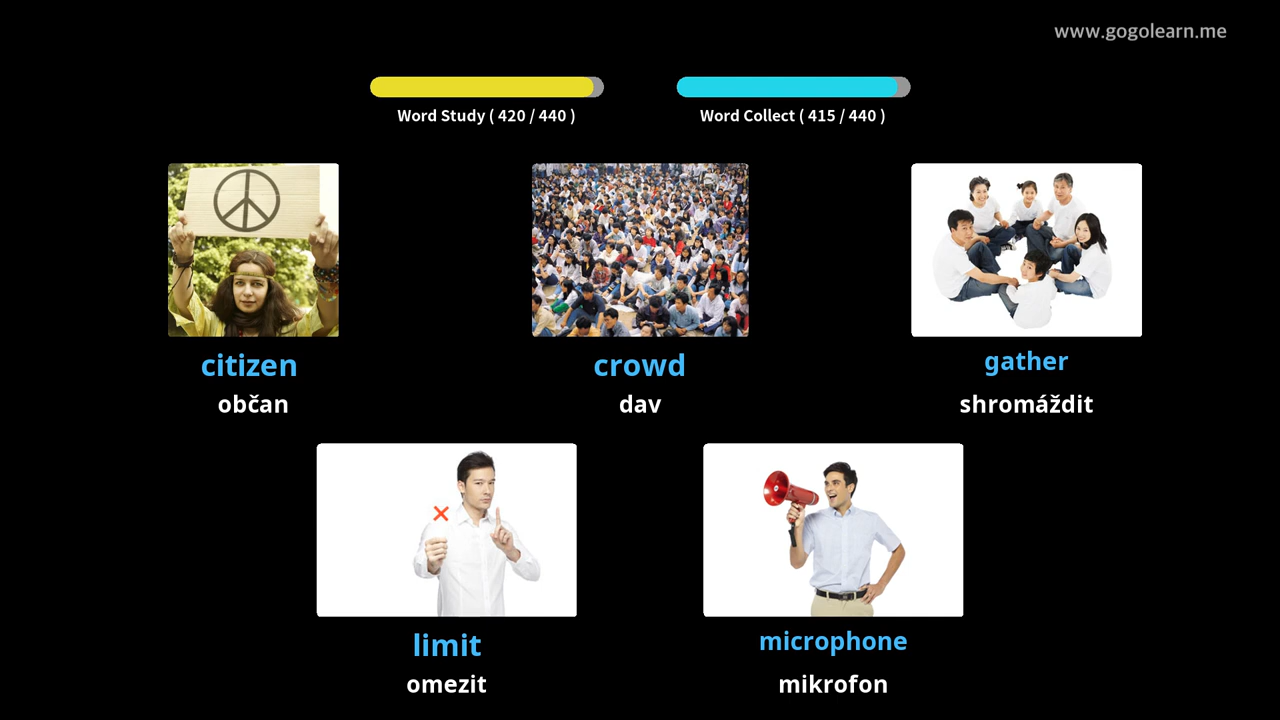 www.gogolearn.me
Word Study ( 420 / 440 )
Word Collect ( 415 / 440 )
citizen
občan
crowd
dav
gather
shromáždit
limit
omezit
microphone
mikrofon